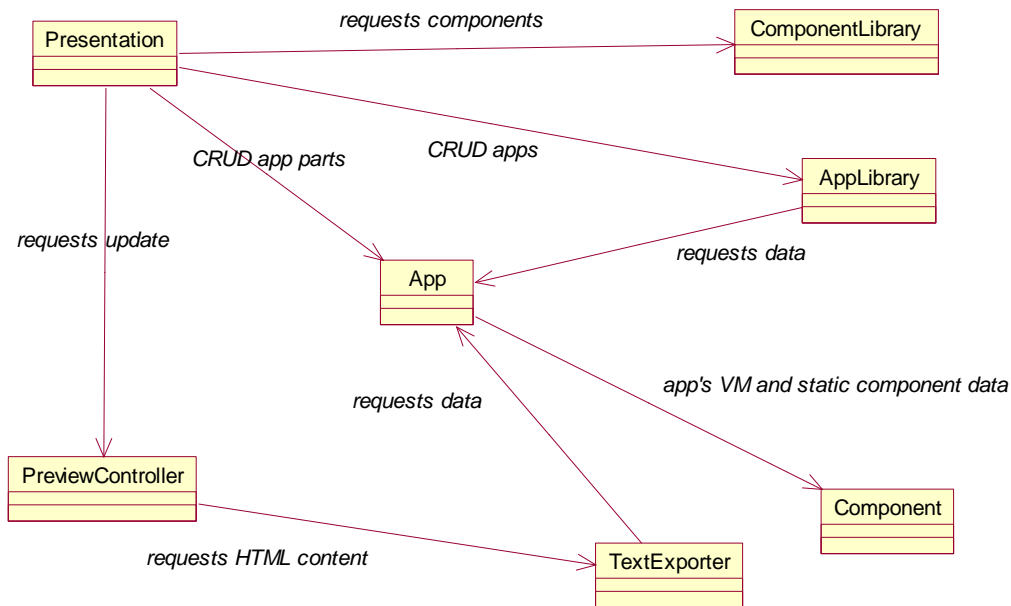 requests components
ComponentLibrary
Presentation
CRUD app parts
CRUD apps
AppLibrary
requests update
requests data
App
app's VM and static component data
requests data
PreviewController
Component
requests HTML content
TextExporter